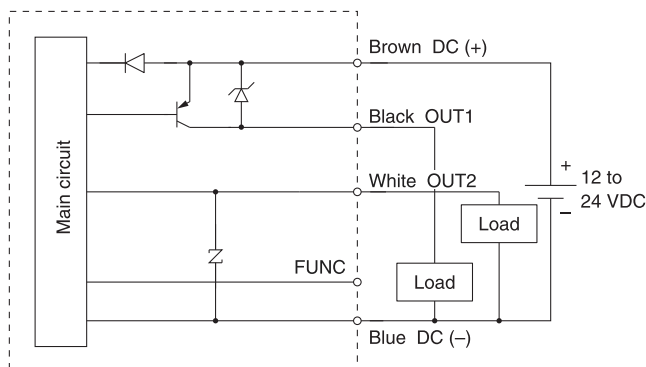 Brown DC (+)
Black OUT1
Main circuit
White OUT2
+
12 to
24 VDC
–
Load
FUNC
Load
Blue DC (–)